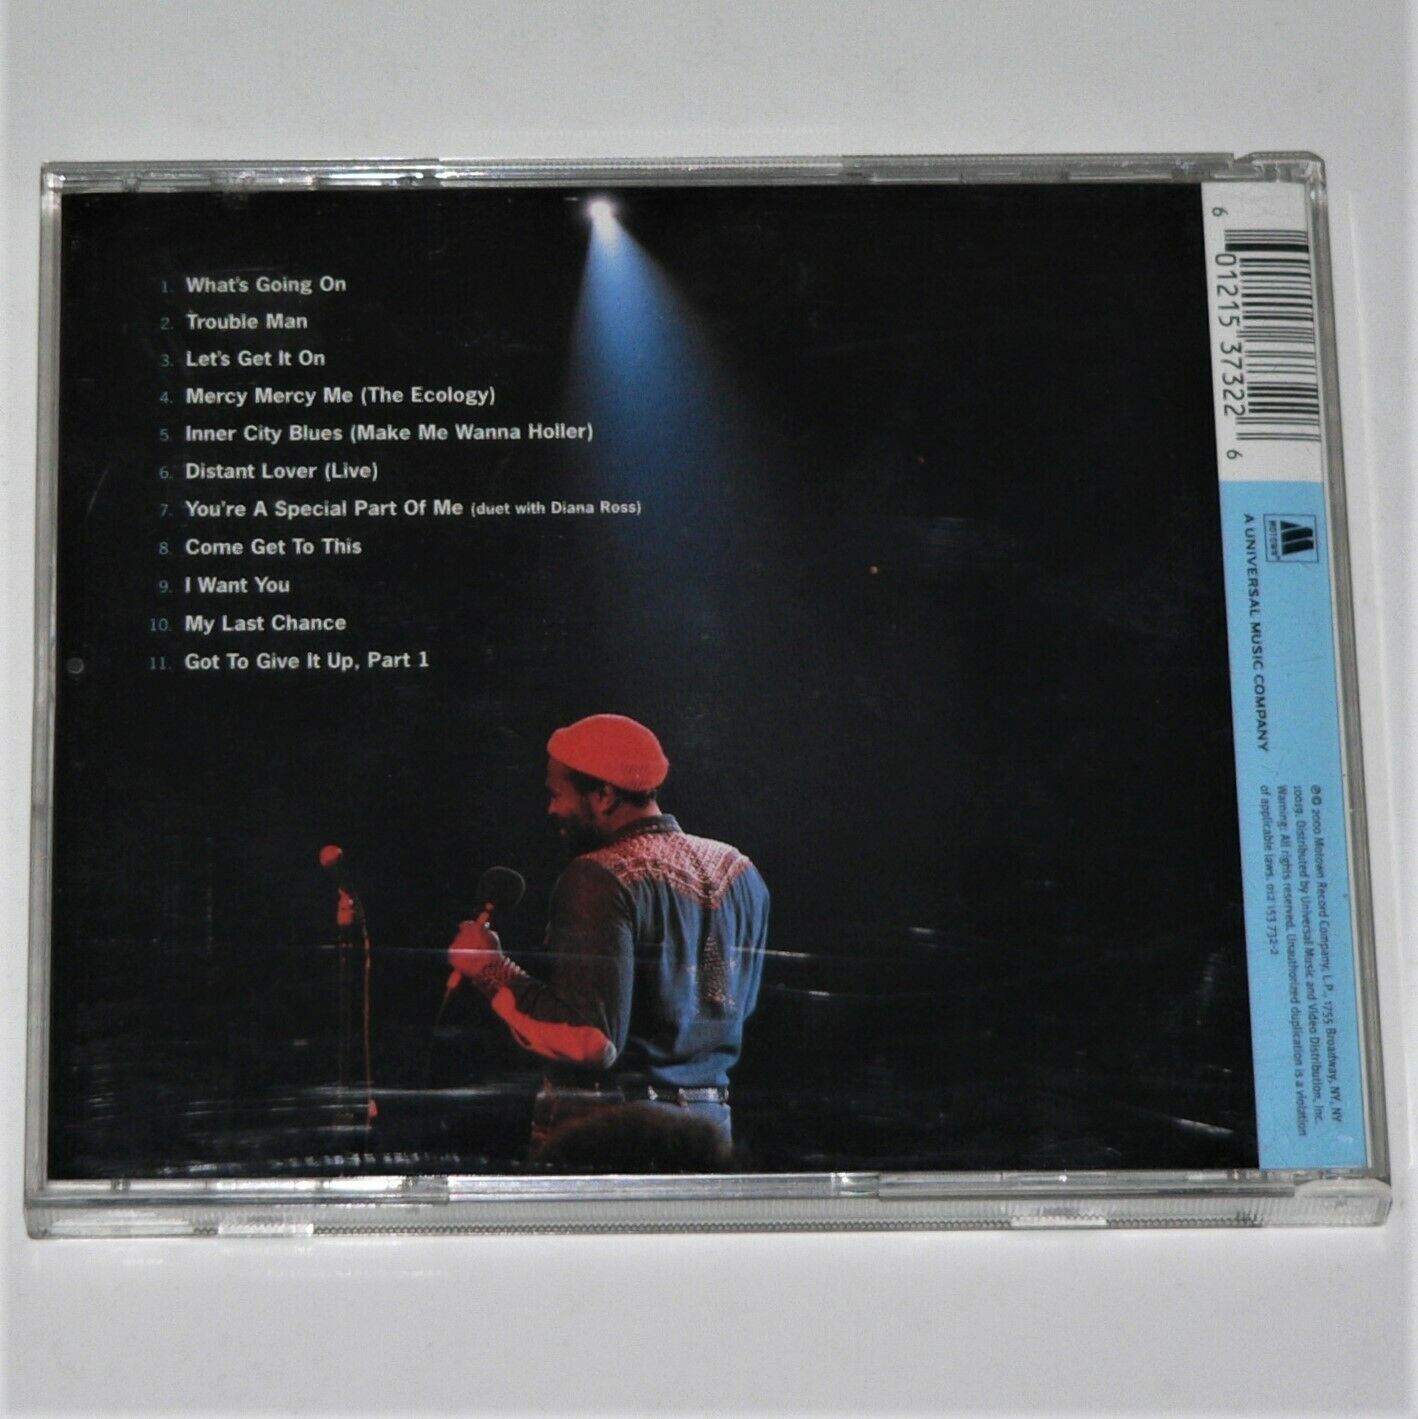 1. What's Going On
2. Trouble Man
3. Let's Get It On
4. Mercy Mercy Me (The Ecology)
5. Inner City Blues (Make Me Wanna Holler)
6. Distant Lover (Live)
7. You're A Special Part Of Me (duet with Diana Ross)
8. Come Get To This
9. I Want You
10. My Last Chance
11. Got To Give It Up, Part 1
6 01215 37322 6
M
MOTOWN
A UNIVERSAL MUSIC COMPANY
℗© 2000 Motown Record Company, L.P., 1755 Broadway, NY, NY
10019. Distributed by Universal Music and Video Distribution, Inc.
Warning: All rights reserved. Unauthorized duplication is a violation
of applicable laws. 012 153 732-2